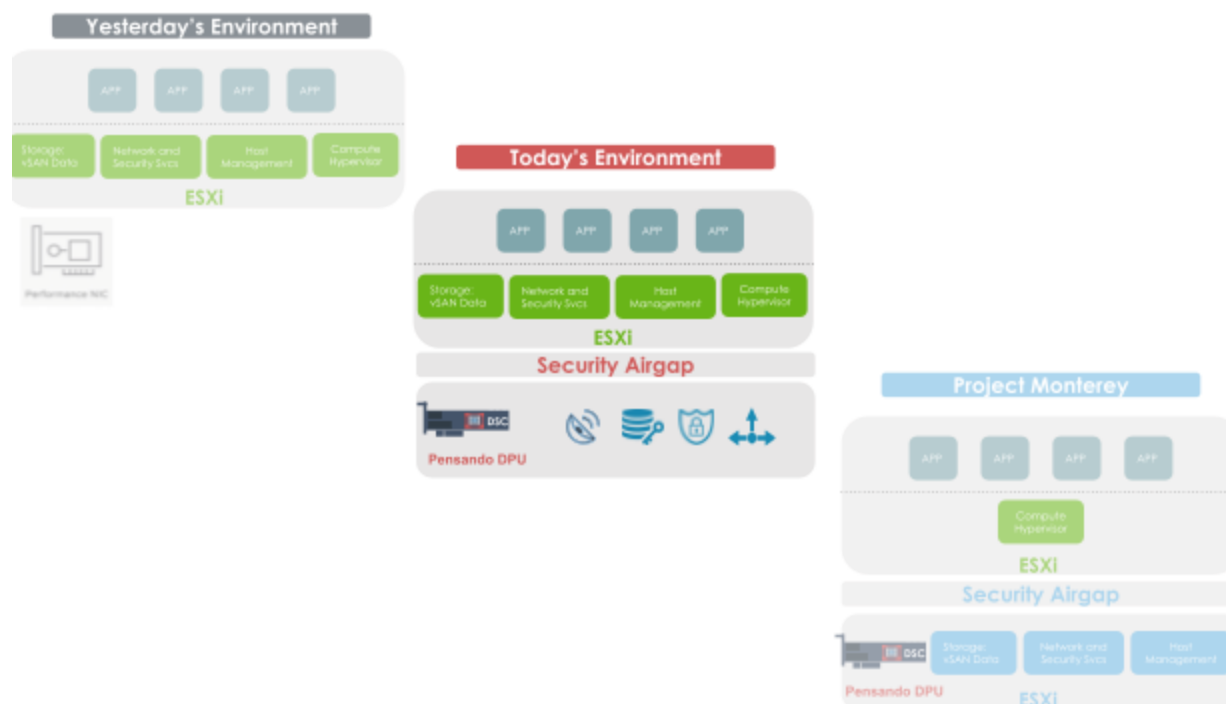 Yesterday's Environment
APP APP APP APP
Storage:
vSAN Data
Network and
Security Svcs
Host
Management
Compute
Hypervisor
ESXi
Performance NIC
Today's Environment
APP APP APP APP
Storage:
vSAN Data
Network and
Security Svcs
Host
Management
Compute
Hypervisor
ESXi
Security Airgap
DSC
Pensando DPU
Project Monterey
APP APP APP APP
Compute
Hypervisor
ESXi
Security Airgap
DSC
Storage:
vSAN Data
Network and
Security Svcs
Host
Management
Pensando DPU
ESXi